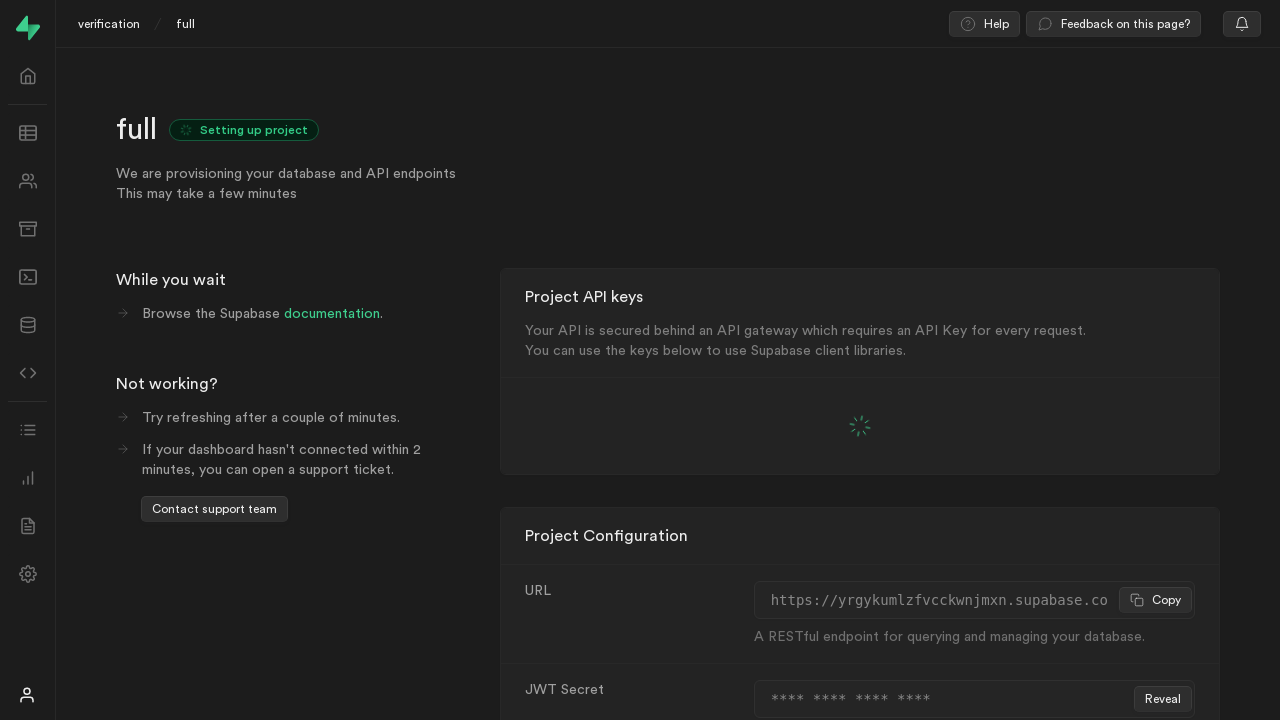 verification / full
Help
Feedback on this page?
full
Setting up project
We are provisioning your database and API endpoints
This may take a few minutes
While you wait
Browse the Supabase documentation.
Not working?
Try refreshing after a couple of minutes.
If your dashboard hasn't connected within 2
minutes, you can open a support ticket.
Contact support team
Project API keys
Your API is secured behind an API gateway which requires an API Key for every request.
You can use the keys below to use Supabase client libraries.
Project Configuration
URL
https://yrgykumlzfvcckwnjmxn.supabase.co
Copy
A RESTful endpoint for querying and managing your database.
JWT Secret
**** **** **** ****
Reveal